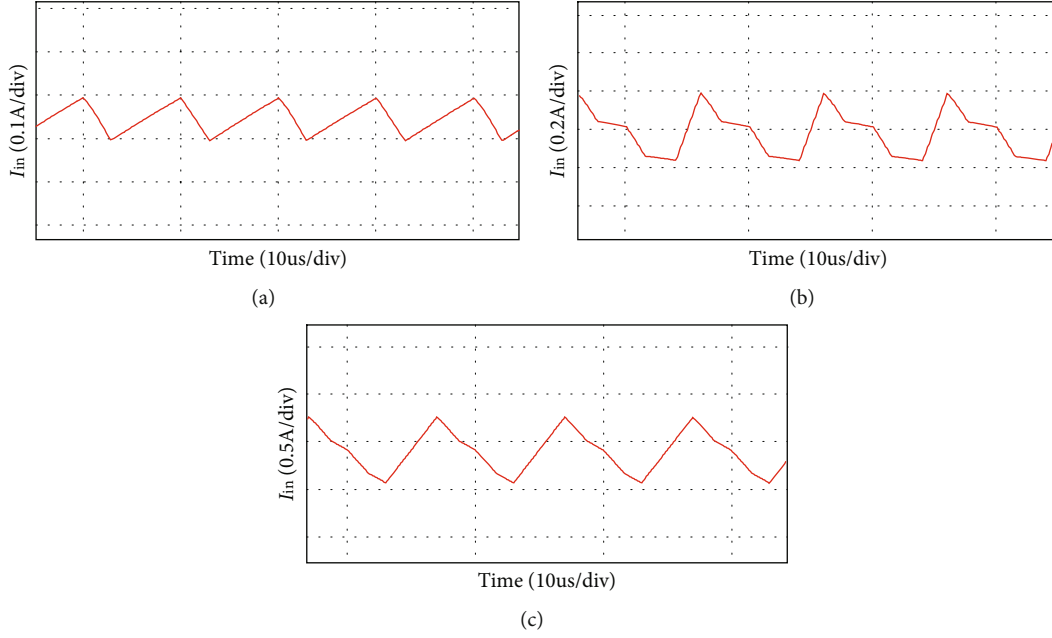 Iin (0.1A/div)
Time (10us/div)
(a)
Iin (0.2A/div)
Time (10us/div)
(b)
Iin (0.5A/div)
Time (10us/div)
(c)